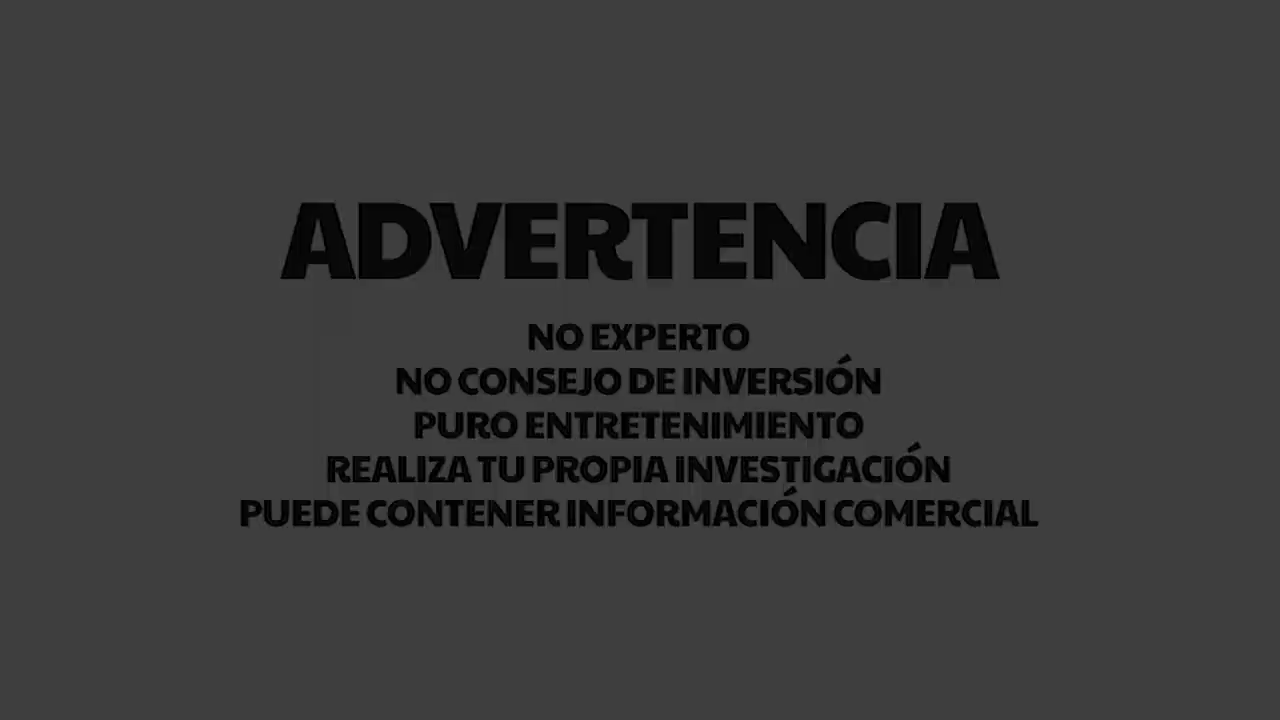 ADVERTENCIA
NO EXPERTO
NO CONSEJO DE INVERSIÓN
PURO ENTRETENIMIENTO
REALIZA TU PROPIA INVESTIGACIÓN
PUEDE CONTENER INFORMACIÓN COMERCIAL